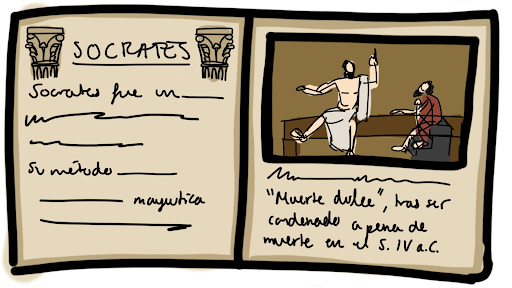 SOCRATES
Socrates fue un
Su método
mayeutica
"Muerte dulce", tras ser
condenado a pena de
muerte en el S. IV a.C.